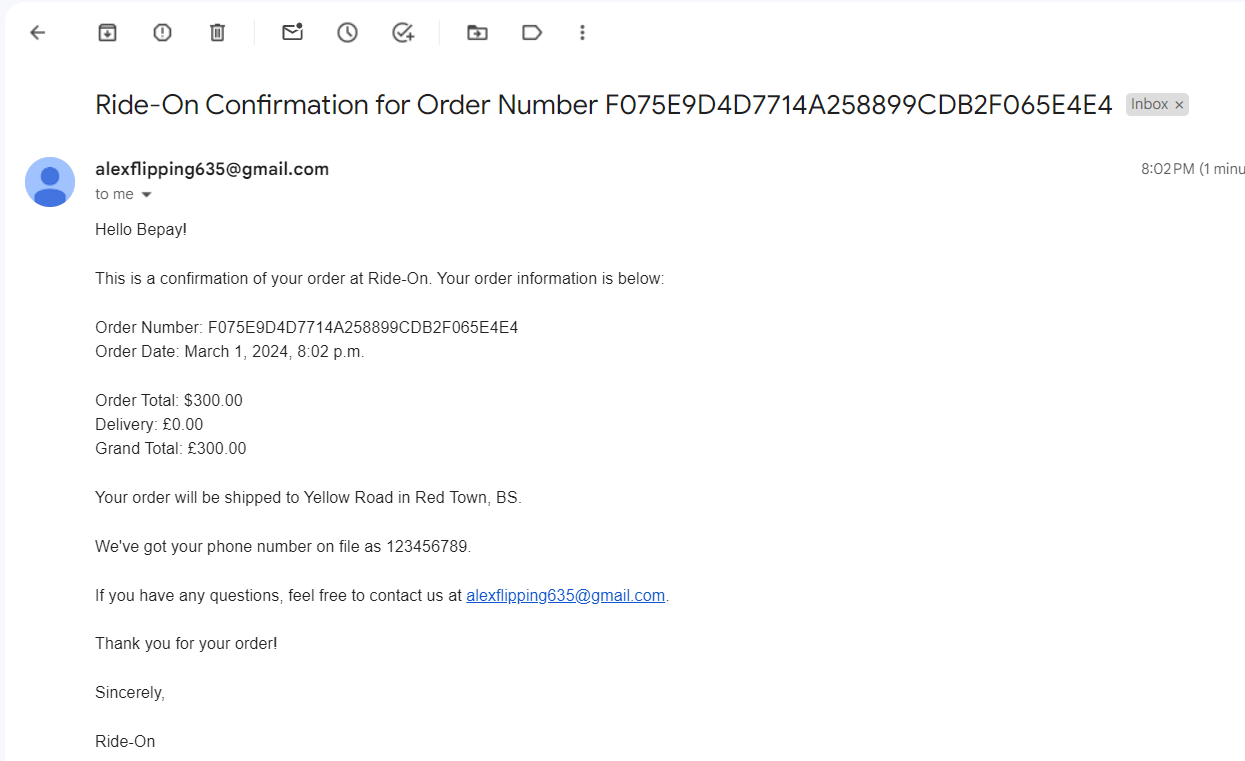 Ride-On Confirmation for Order Number F075E9D4D7714A258899CDB2F065E4E4 Inbox ×
alexflipping635@gmail.com 8:02 PM (1 minu
to me
Hello Bepay!
This is a confirmation of your order at Ride-On. Your order information is below:
Order Number: F075E9D4D7714A258899CDB2F065E4E4
Order Date: March 1, 2024, 8:02 p.m.
Order Total: $300.00
Delivery: £0.00
Grand Total: £300.00
Your order will be shipped to Yellow Road in Red Town, BS.
We've got your phone number on file as 123456789.
If you have any questions, feel free to contact us at alexflipping635@gmail.com.
Thank you for your order!
Sincerely,
Ride-On